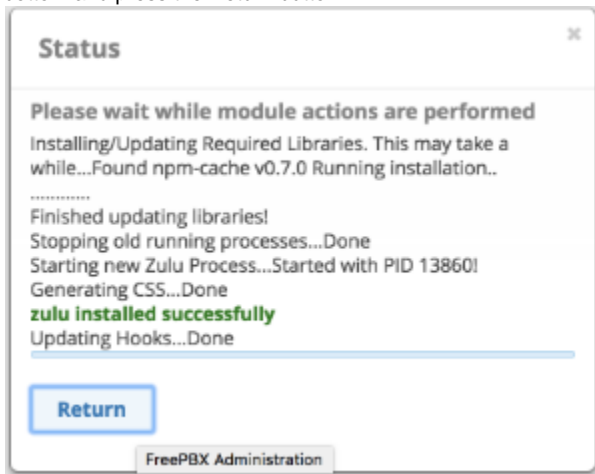 Status
×
Please wait while module actions are performed
Installing/Updating Required Libraries. This may take a
while...Found npm-cache v0.7.0 Running installation..
............
Finished updating libraries!
Stopping old running processes...Done
Starting new Zulu Process...Started with PID 13860!
Generating CSS...Done
zulu installed successfully
Updating Hooks...Done
Return
FreePBX Administration